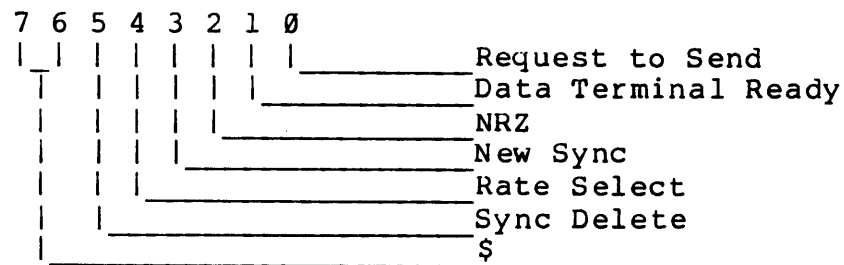 7 6 5 4 3 2 1 0
Request to Send
Data Terminal Ready
NRZ
New Sync
Rate Select
Sync Delete
$